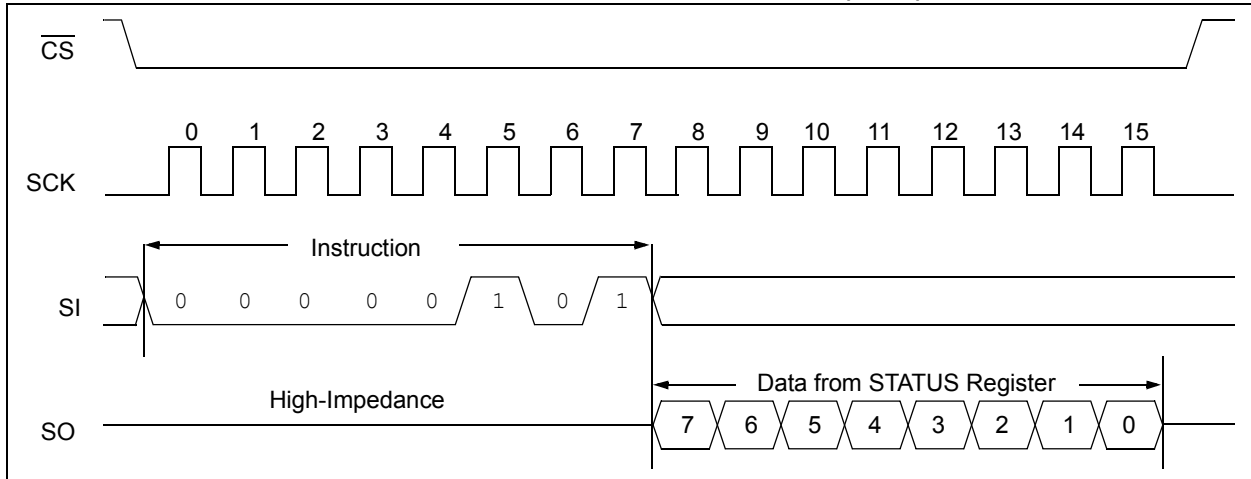 CS
0 1 2 3 4 5 6 7 8 9 10 11 12 13 14 15
SCK
Instruction
SI 0 0 0 0 0 1 0 1
Data from STATUS Register
High-Impedance
SO 7 6 5 4 3 2 1 0